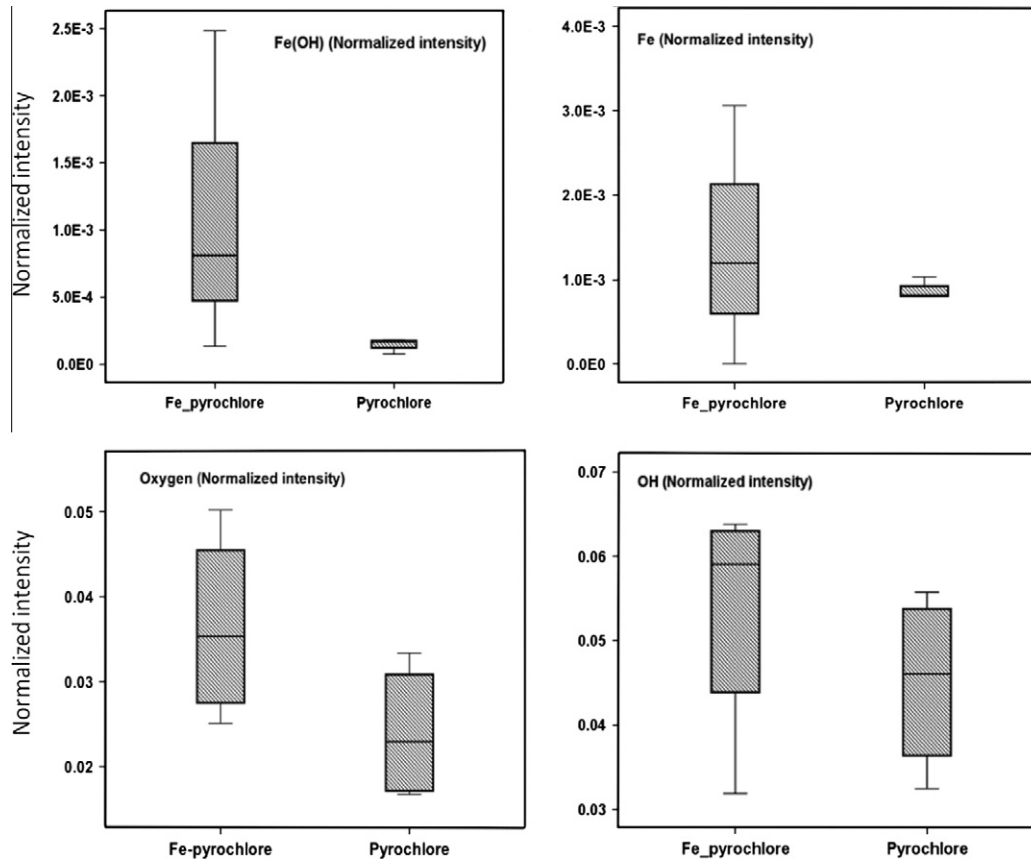 Normalized intensity
Fe(OH) (Normalized intensity)
2.5E-3
2.0E-3
1.5E-3
1.0E-3
5.0E-4
0.0E0
Fe_pyrochlore
Pyrochlore
Fe (Normalized intensity)
4.0E-3
3.0E-3
2.0E-3
1.0E-3
0.0E0
Fe_pyrochlore
Pyrochlore
Normalized intensity
Oxygen (Normalized intensity)
0.05
0.04
0.03
0.02
Fe-pyrochlore
Pyrochlore
OH (Normalized intensity)
0.07
0.06
0.05
0.04
0.03
Fe_pyrochlore
Pyrochlore